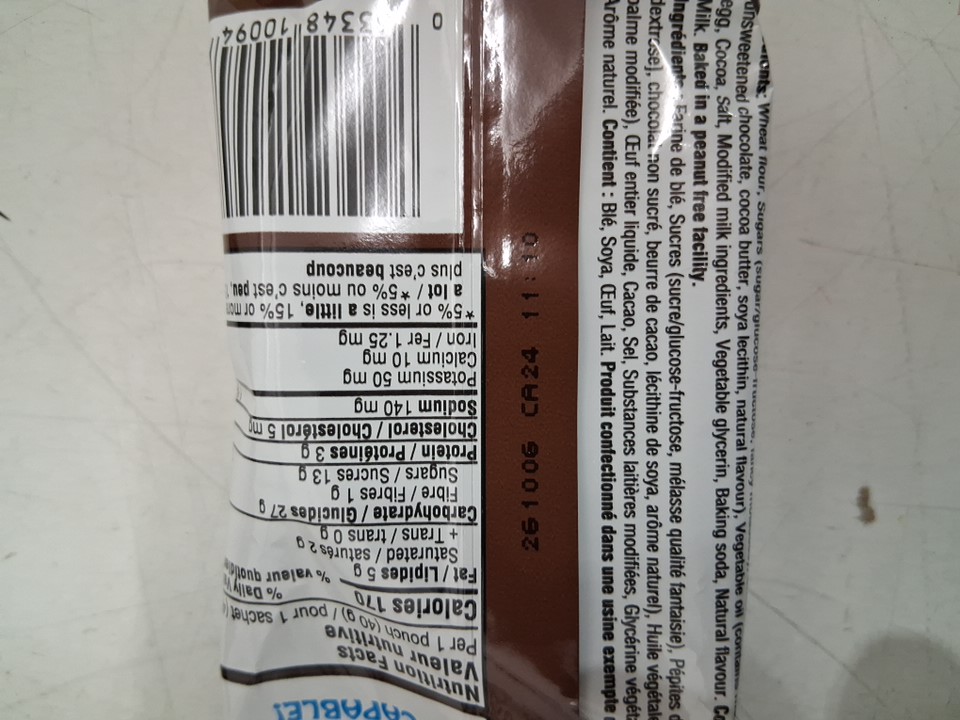 CAPABLE!
Nutrition Facts
Valeur nutritive
Per 1 pouch (40 g) / pour 1 sachet
% Daily
% valeur
Calories 170
Fat / Lipides 5 g
Saturated / saturés 2 g
+ Trans / trans 0 g
Carbohydrate / Glucides 27 g
Fibre / Fibres 1 g
Sugars / Sucres 13 g
Protein / Protéines 3 g
Cholesterol / Cholestérol 5 mg
Sodium 140 mg
Potassium 50 mg
Calcium 10 mg
Iron / Fer 1.25 mg
*5% or less is a little, 15% or more
a lot / *5% ou moins c'est peu,
plus c'est beaucoup
0 33348 10094
261006 CA24 11:10
Wheat flour, Sugars (sugar/glucose-fructose,
unsweetened chocolate, cocoa butter, soya lecithin, natural flavour), Vegetable oil
egg, Cocoa, Salt, Modified milk ingredients, Vegetable glycerin, Baking soda, Natural flavour.
Milk. Baked in a peanut free facility.
Ingrédients : Farine de blé, Sucres (sucre/glucose-fructose, mélasse qualité fantaisie), Pépites
dextrose), chocolat non sucré, beurre de cacao, lécithine de soya, arôme naturel), Huile végétale
palme modifiée), Œuf entier liquide, Cacao, Sel, Substances laitières modifiées, Glycérine
Arôme naturel. Contient : Blé, Soya, Œuf, Lait. Produit confectionné dans une usine exempte